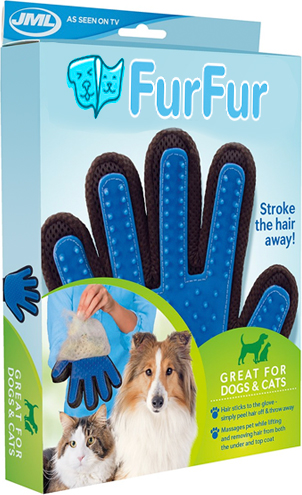 JML
AS SEEN ON TV
FurFur
Stroke
the hair
away!
GREAT FOR
DOGS & CATS
Hair sticks to the glove -
simply peel hair off & throw away
Massages pet while lifting
and removing hair from both
the under and top coat
GREAT FOR
DOGS & CATS